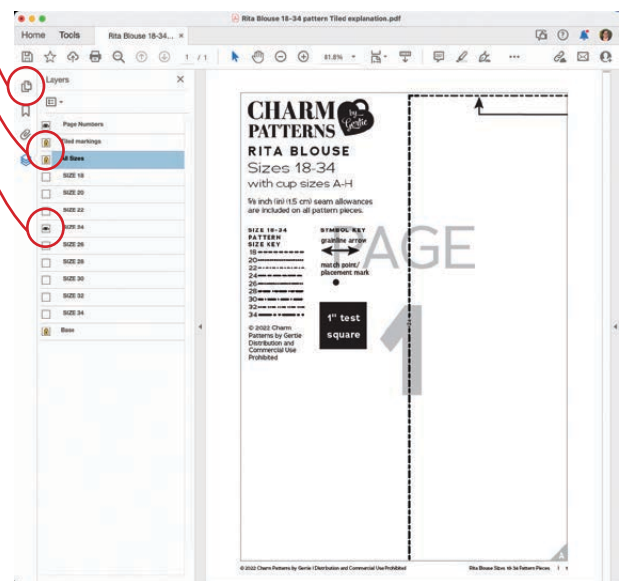 Rita Blouse 18-34 pattern Tiled explanation.pdf
Home Tools Rita Blouse 18-34... ×
1 / 1 81.8% ...
Layers ×
Page Numbers
Tiled markings
All Sizes
SIZE 18
SIZE 20
SIZE 22
SIZE 24
SIZE 26
SIZE 28
SIZE 30
SIZE 32
SIZE 34
Base
CHARM
by Gertie
PATTERNS
RITA BLOUSE
Sizes 18-34
with cup sizes A-H
⅝ inch (in) (1.5 cm) seam allowances
are included on all pattern pieces.
SIZE 18-34
PATTERN
SIZE KEY
18
20
22
24
26
28
30
32
34
SYMBOL KEY
grainline arrow
match point/
placement mark
1" test
square
© 2022 Charm
Patterns by Gertie
Distribution and
Commercial Use
Prohibited
PAGE
1
A
© 2022 Charm Patterns by Gertie | Distribution and Commercial Use Prohibited
Rita Blouse Sizes 18-34 Pattern Pieces | 1